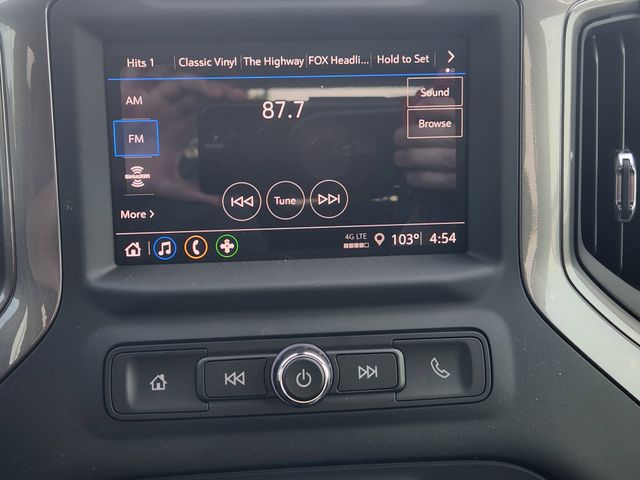 Hits 1 Classic Vinyl The Highway FOX Headli... Hold to Set
AM
87.7
Sound
FM
Browse
SiriusXM
Tune
More
4G LTE
103° 4:54